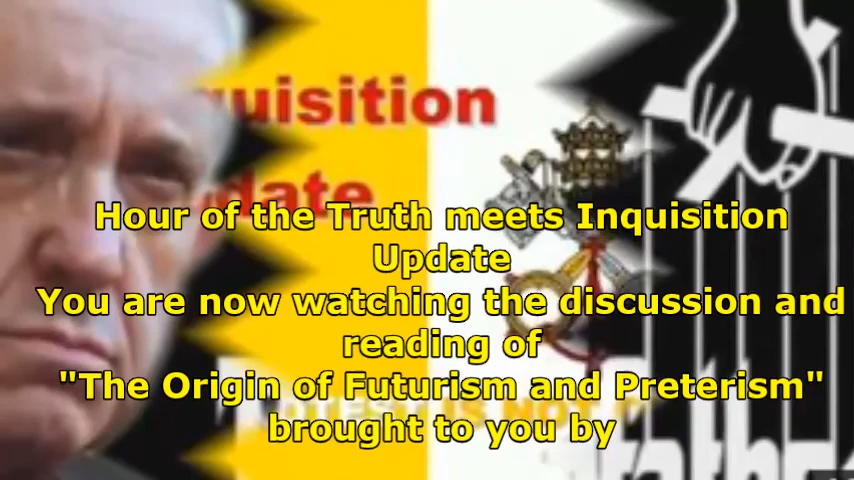 quisition
date
Hour of the Truth meets Inquisition
Update
You are now watching the discussion and
reading of
"The Origin of Futurism and Preterism"
brought to you by